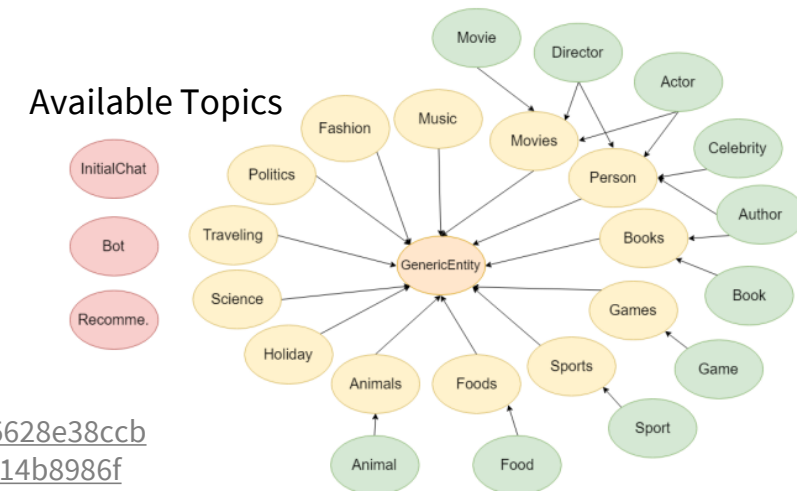 Available Topics
Movie
Director
Actor
Celebrity
Author
Book
Game
Sport
Food
Animal
InitialChat
Bot
Recomme.
Fashion
Music
Movies
Person
Books
Games
Sports
Foods
Animals
Holiday
Science
Traveling
Politics
GenericEntity
6628e38ccb
14b8986f